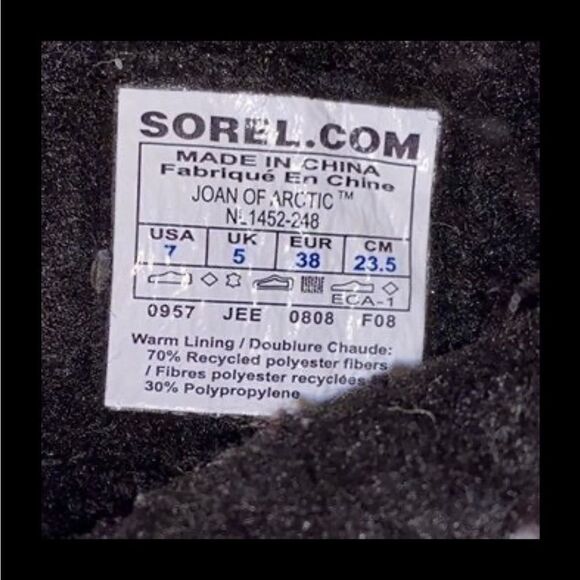 SOREL.COM
MADE IN CHINA
Fabriqué En Chine
JOAN OF ARCTIC™
NL1452-248
USA UK EUR CM
7 5 38 23.5
ECA-1
0957 JEE 0808 F08
Warm Lining / Doublure Chaude:
70% Recycled polyester fibers
/ Fibres polyester recyclées
30% Polypropylene